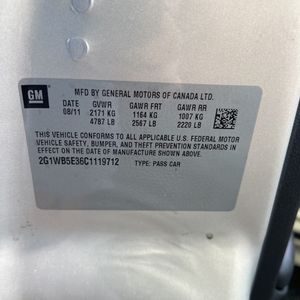 GM
MFD BY GENERAL MOTORS OF CANADA LTD.
DATE GVWR GAWR FRT GAWR RR
08/11 2171 KG 1164 KG 1007 KG
4787 LB 2567 LB 2220 LB
THIS VEHICLE CONFORMS TO ALL APPLICABLE U.S. FEDERAL MOTOR
VEHICLE SAFETY, BUMPER, AND THEFT PREVENTION STANDARDS IN
EFFECT ON THE DATE OF MANUFACTURE SHOWN ABOVE.
2G1WB5E36C1119712
TYPE: PASS CAR